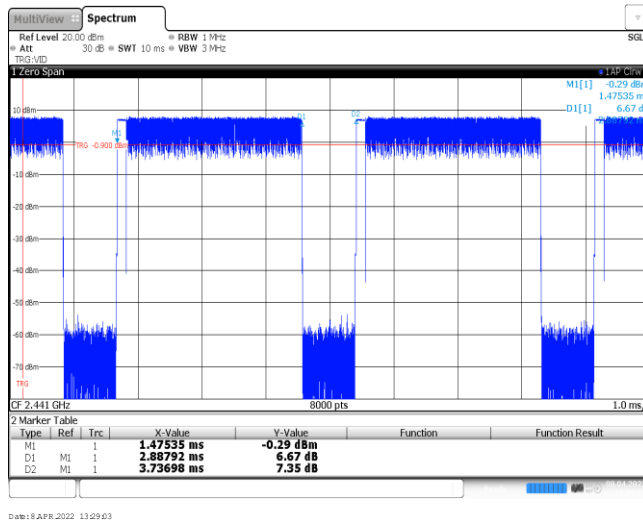 MultiView Spectrum
Ref Level 20.00 dBm RBW 1 MHz SGL
Att 30 dB SWT 10 ms VBW 3 MHz
TRG:VID
1 Zero Span 1AP Clrw
M1[1] -0.29 dBm
1.47535 ms
D1[1] 6.67 d
10 dBm
D1 D2
M1
TRG -0.900 dBm
-10 dBm
-20 dBm
-30 dBm
-40 dBm
-50 dBm
-60 dBm
-70 dBm
TRG
CF 2.441 GHz 8000 pts 1.0 ms/
2 Marker Table
Type Ref Trc X-Value Y-Value Function Function Result
M1 1 1.47535 ms -0.29 dBm
D1 M1 1 2.88792 ms 6.67 dB
D2 M1 1 3.73698 ms 7.35 dB
Date: 8.APR.2022 13:29:03